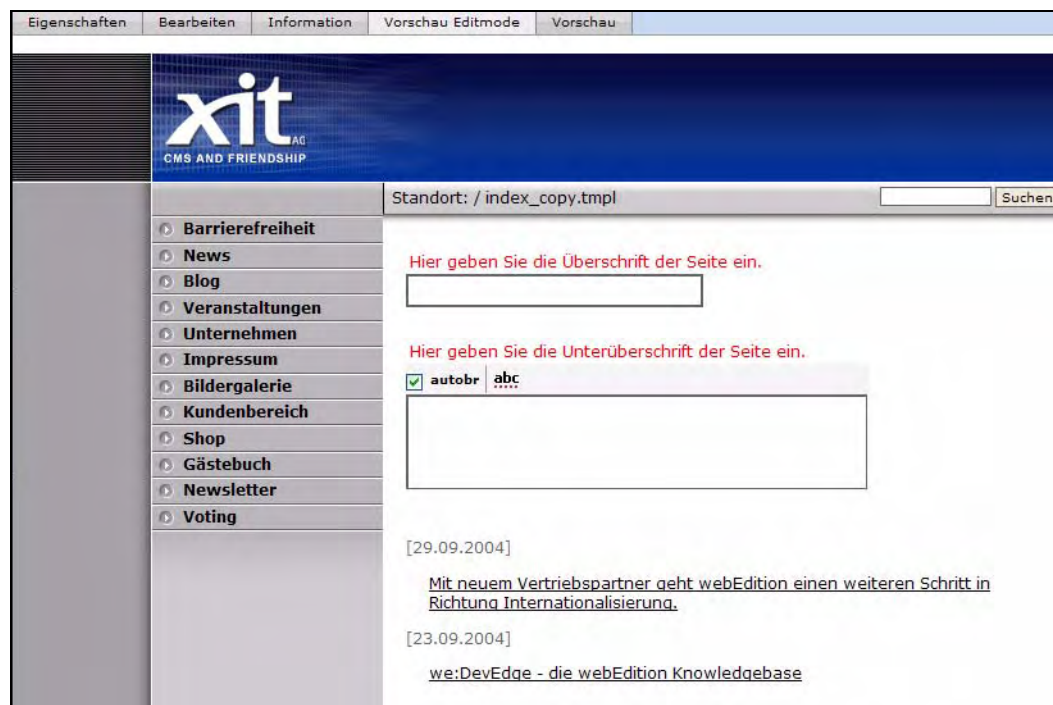 Eigenschaften Bearbeiten Information Vorschau Editmode Vorschau
xit AG
CMS AND FRIENDSHIP
Standort: / index_copy.tmpl Suchen
Barrierefreiheit
News
Blog
Veranstaltungen
Unternehmen
Impressum
Bildergalerie
Kundenbereich
Shop
Gästebuch
Newsletter
Voting
Hier geben Sie die Überschrift der Seite ein.
Hier geben Sie die Unterüberschrift der Seite ein.
autobr abc
[29.09.2004]
Mit neuem Vertriebspartner geht webEdition einen weiteren Schritt in
Richtung Internationalisierung.
[23.09.2004]
we:DevEdge - die webEdition Knowledgebase